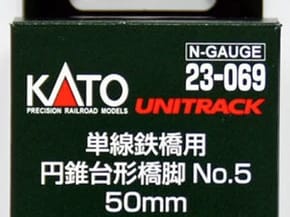 N-GAUGE
KATO 23-069
PRECISION RAILROAD MODELS UNITRACK
単線鉄橋用
円錐台形橋脚 No.5
50mm